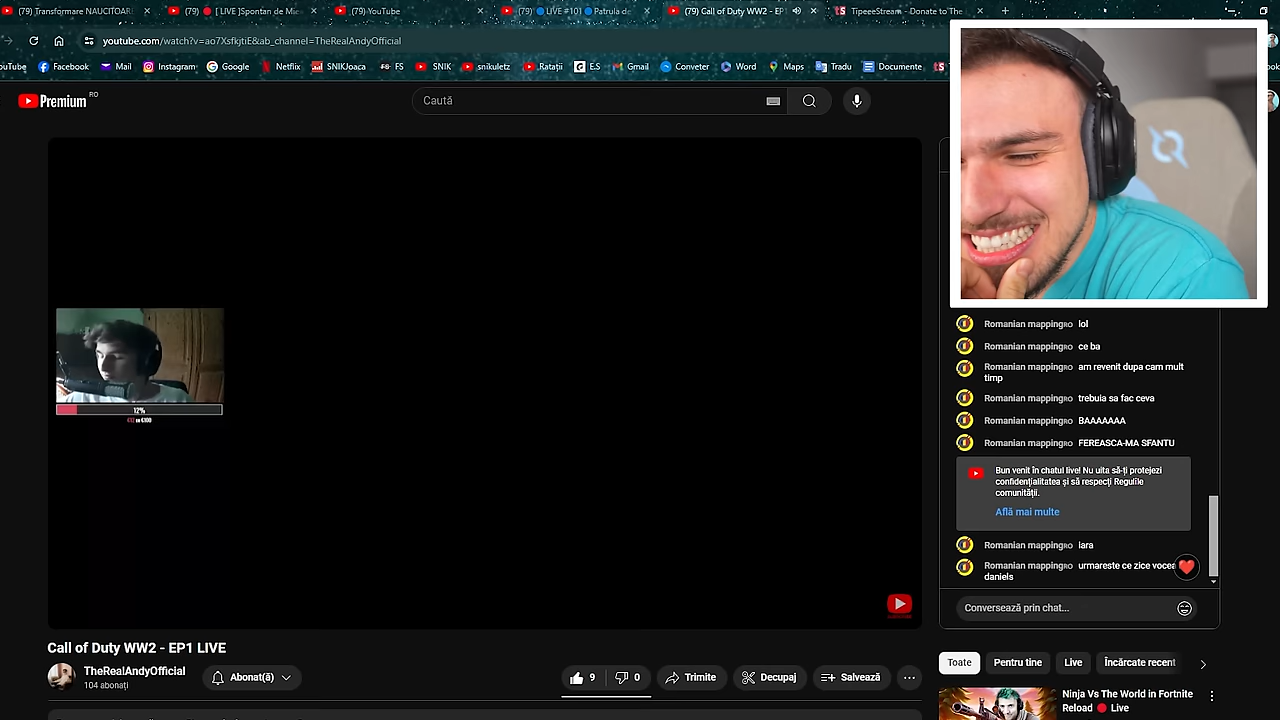 (79) Transformare NAUCITOARE
(79) 🔴 [ LIVE ]Spontan de Mie
(79) YouTube
(79) 🔵LIVE #101🔵Patrula de
(79) Call of Duty WW2 - EP1
TipeeeStream - Donate to The
youtube.com/watch?v=ao7XsfkjtiE&ab_channel=TheRealAndyOfficial
Facebook
Mail
Instagram
Google
Netflix
SNIKJoaca
FS
SNIK
snikuletz
.Ratații
E.S
Gmail
Conveter
Word
Maps
Tradu
Documente
Premium RO
Caută
12%
Romanian mappingRO lol
Romanian mappingRO ce ba
Romanian mappingRO am revenit dupa cam mult
timp
Romanian mappingRO trebuia sa fac ceva
Romanian mappingRO BAAAAAAA
Romanian mappingRO FEREASCA-MA SFANTU
Bun venit în chatul live! Nu uita să-ți protejezi
confidențialitatea și să respecți Regulile
comunității.
Află mai multe
Romanian mappingRO Iara
Romanian mappingRO urmareste ce zice vocea
daniels
Conversează prin chat...
Call of Duty WW2 - EP1 LIVE
TheRealAndyOfficial
104 abonați
Abonat(ă)
9
0
Trimite
Decupaj
Salvează
Toate
Pentru tine
Live
Încărcate recent
Ninja Vs The World in Fortnite
Reload 🔴 Live